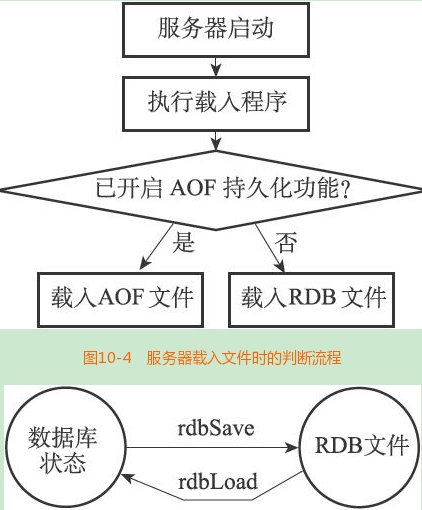 服务器启动
执行载入程序
已开启 AOF 持久化功能?
是
否
载入AOF 文件
载入RDB 文件
图10-4 服务器载入文件时的判断流程
数据库
状态
rdbSave
RDB文件
rdbLoad